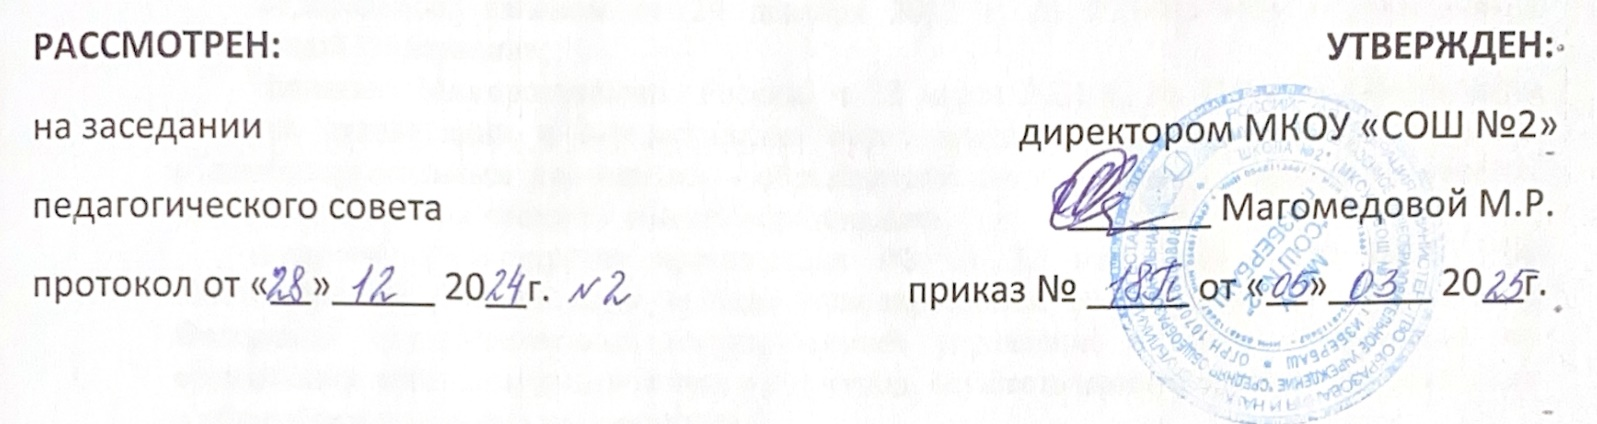 РАССМОТРЕН:
на заседании
педагогического совета
протокол от «28» 12 2024г. №2
УТВЕРЖДЕН:
директором МКОУ «СОШ №2»
Магомедовой М.Р.
приказ № 18П от «05» 03 2025г.